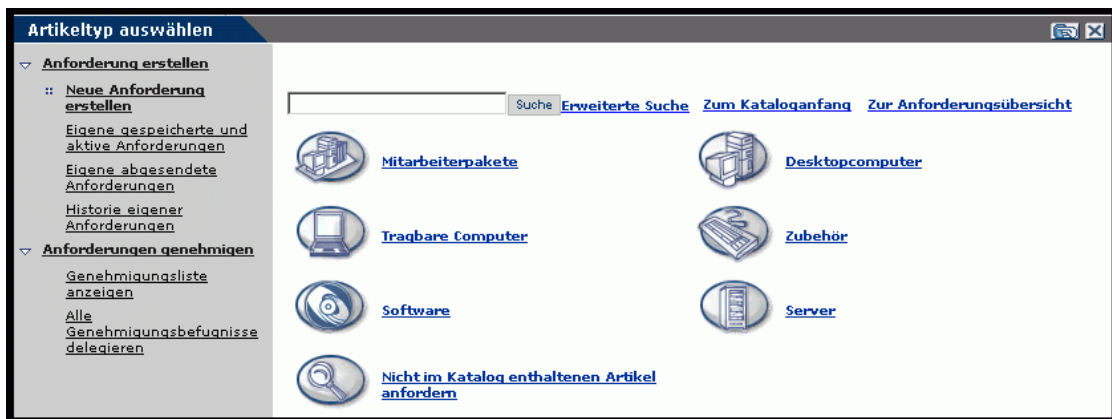 Artikeltyp auswählen
Anforderung erstellen
Neue Anforderung
erstellen
Eigene gespeicherte und
aktive Anforderungen
Eigene abgesendete
Anforderungen
Historie eigener
Anforderungen
Anforderungen genehmigen
Genehmigungsliste
anzeigen
Alle
Genehmigungsbefugnisse
delegieren
Suche Erweiterte Suche Zum Kataloganfang Zur Anforderungsübersicht
Mitarbeiterpakete
Desktopcomputer
Tragbare Computer
Zubehör
Software
Server
Nicht im Katalog enthaltenen Artikel
anfordern